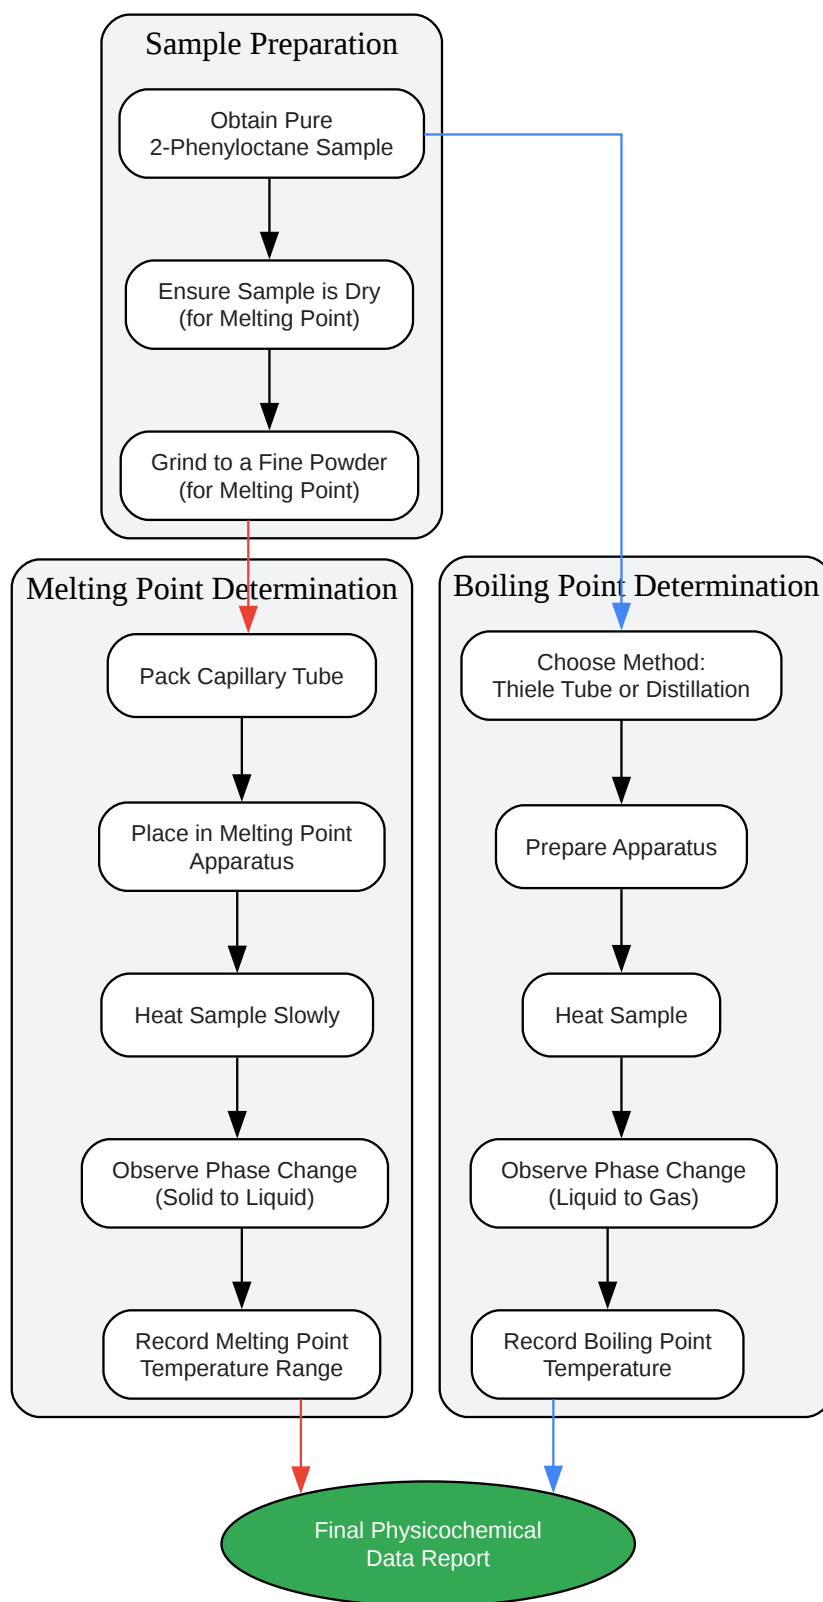 Sample Preparation
Obtain Pure
2-Phenyloctane Sample
Ensure Sample is Dry
(for Melting Point)
Grind to a Fine Powder
(for Melting Point)
Melting Point Determination
Pack Capillary Tube
Place in Melting Point
Apparatus
Heat Sample Slowly
Observe Phase Change
(Solid to Liquid)
Record Melting Point
Temperature Range
Boiling Point Determination
Choose Method:
Thiele Tube or Distillation
Prepare Apparatus
Heat Sample
Observe Phase Change
(Liquid to Gas)
Record Boiling Point
Temperature
Final Physicochemical
Data Report